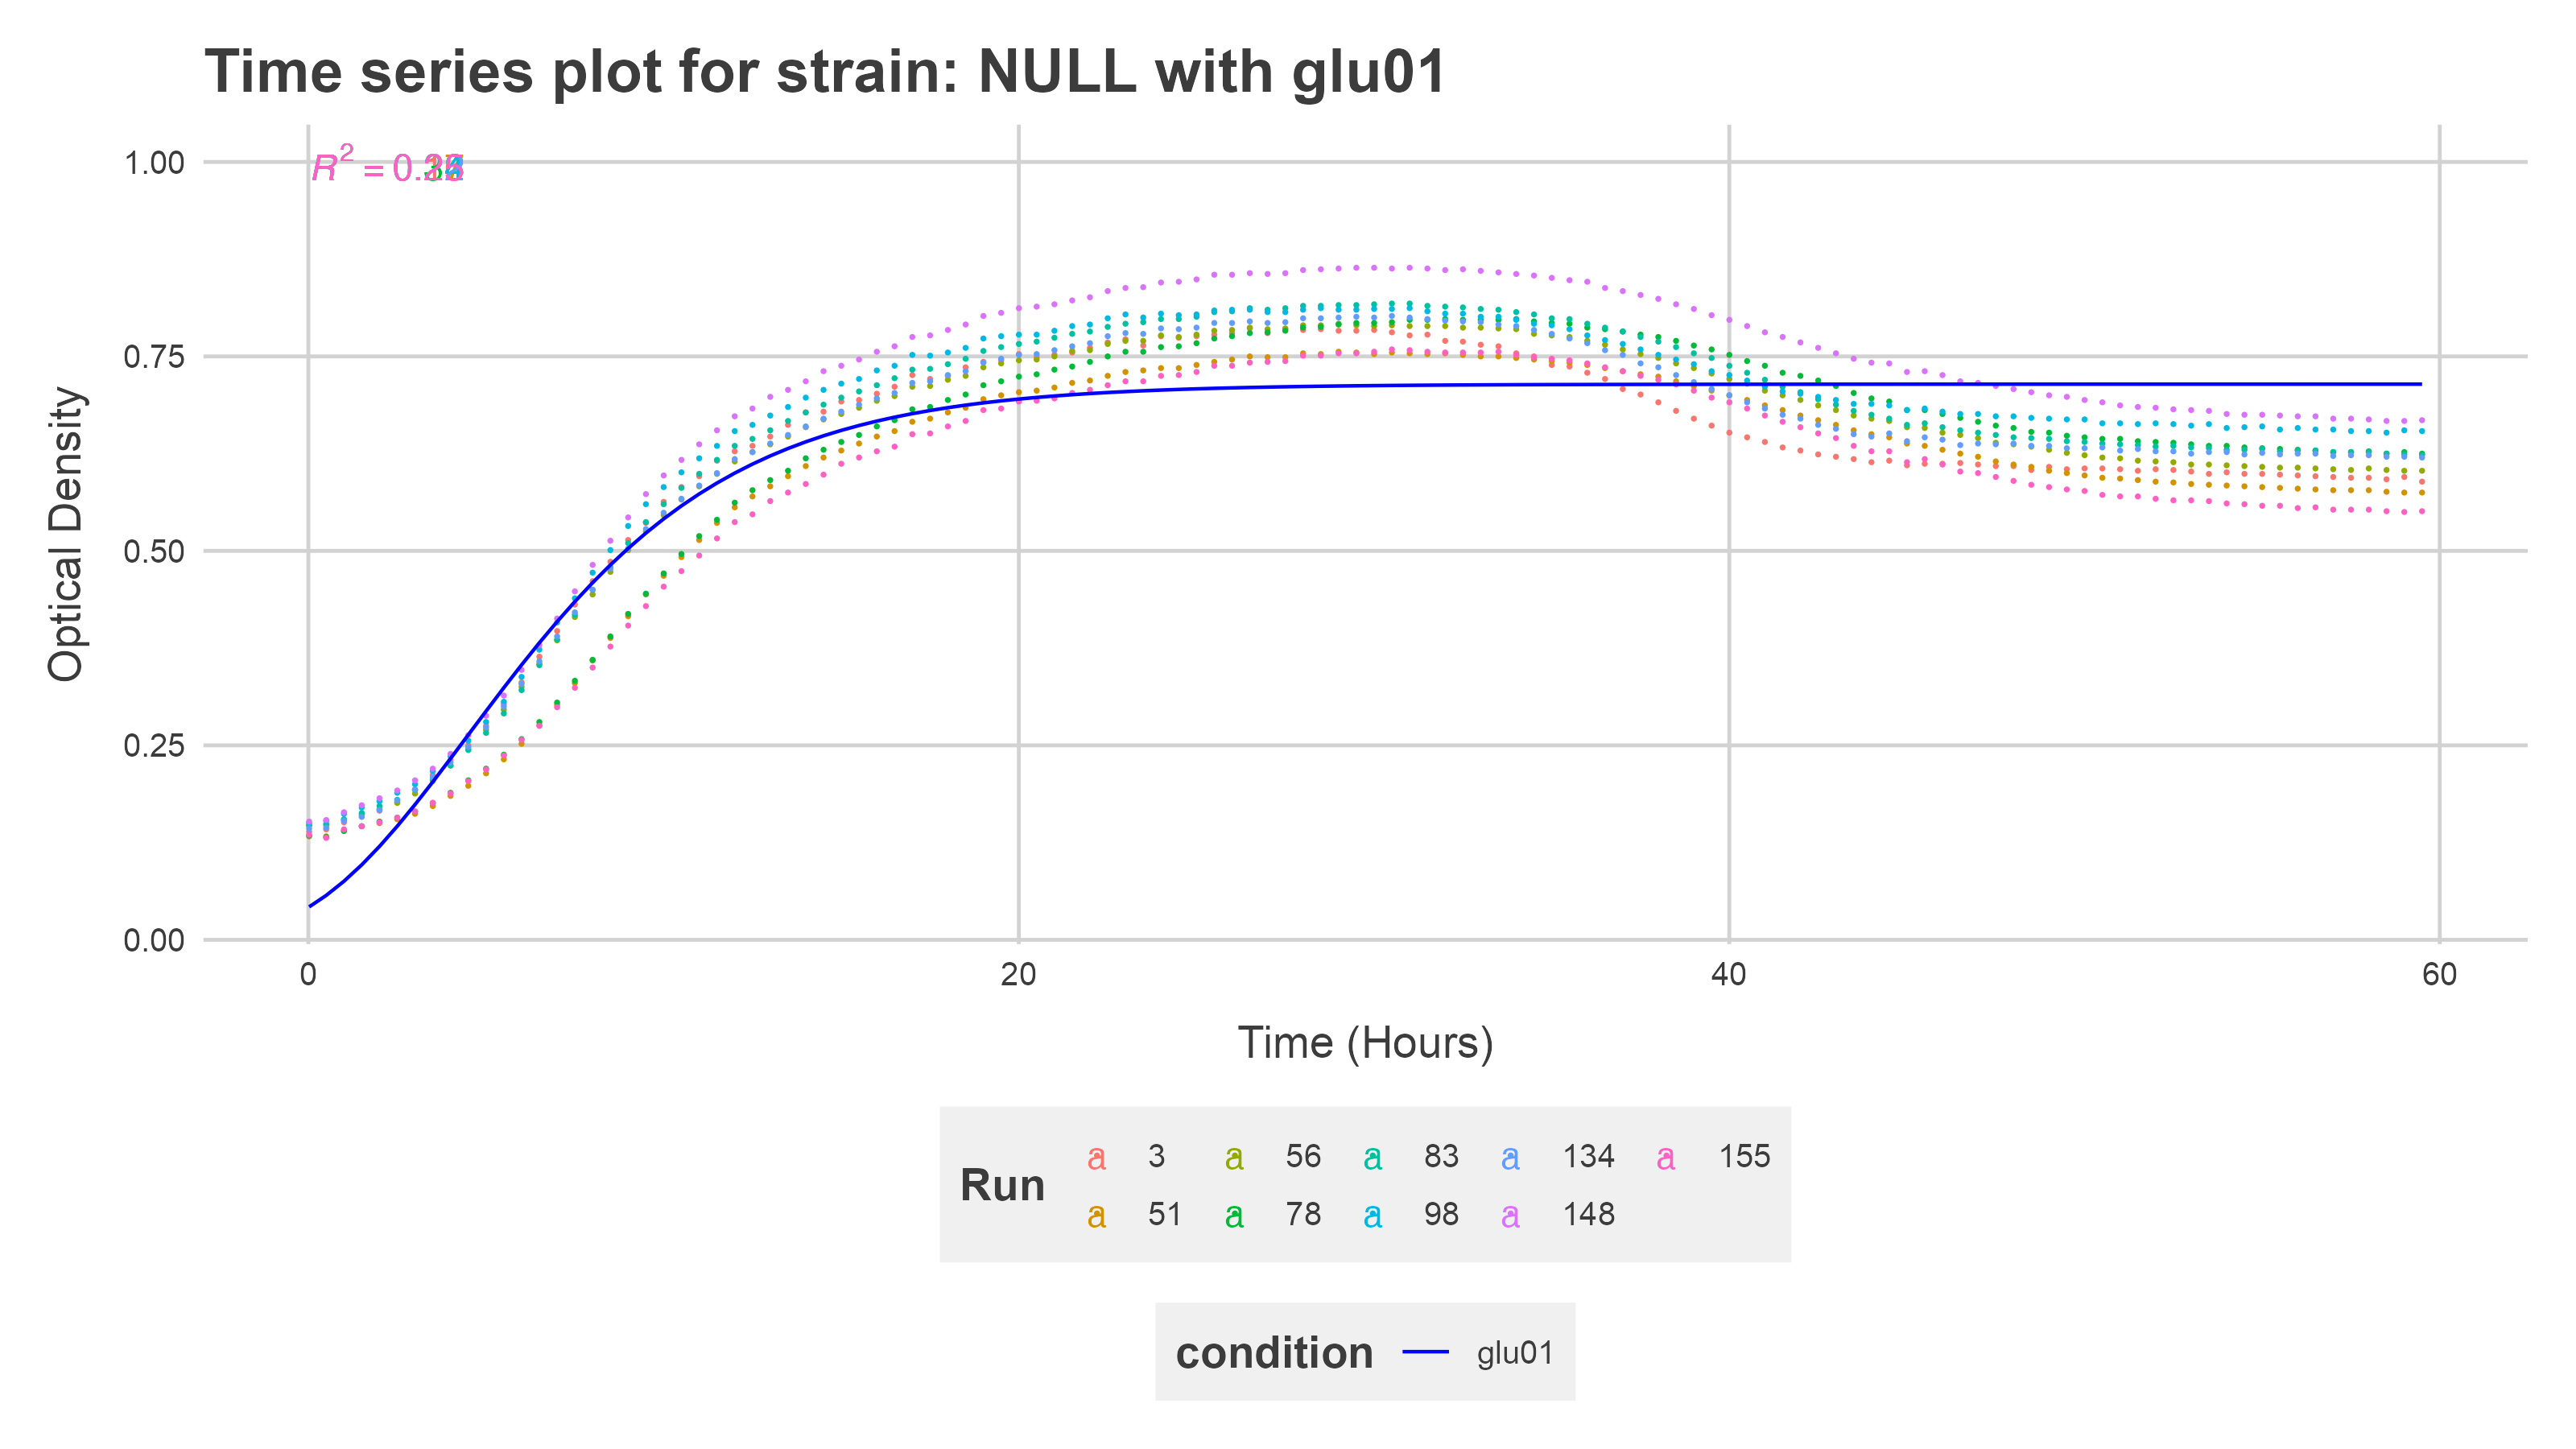 Time series plot for strain: NULL with glu01
1.00
R2 = 0.
0.75
0.50
0.25
0.00
Optical Density
0 20 40 60
Time (Hours)
Run
a 3 a 56 a 83 a 134 a 155
a 51 a 78 a 98 a 148
condition glu01